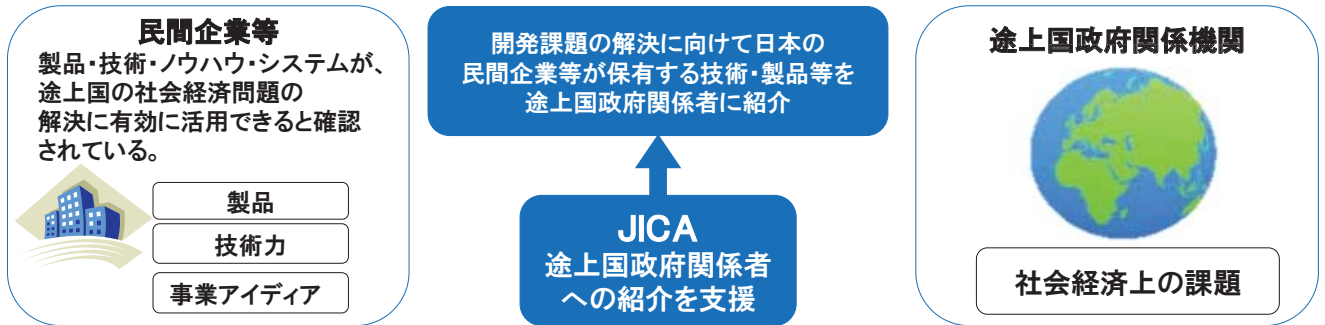 民間企業等
製品・技術・ノウハウ・システムが、
途上国の社会経済問題の
解決に有効に活用できると確認
されている。
製品
技術力
事業アイディア
開発課題の解決に向けて日本の
民間企業等が保有する技術・製品等を
途上国政府関係者に紹介
JICA
途上国政府関係者
への紹介を支援
途上国政府関係機関
社会経済上の課題